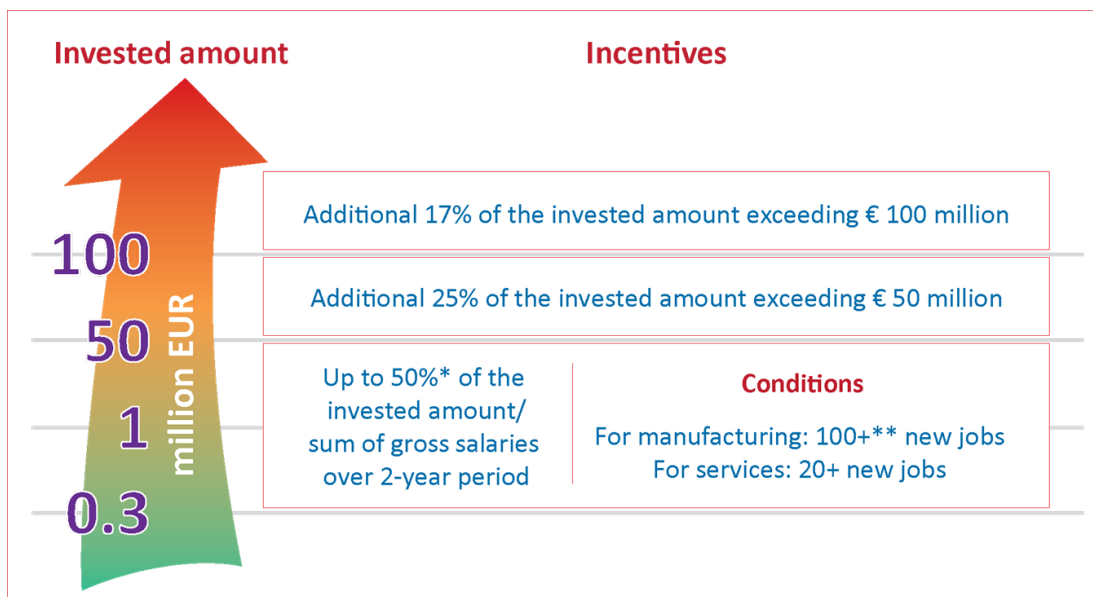 Invested amount
Incentives
Additional 17% of the invested amount exceeding € 100 million
100
Additional 25% of the invested amount exceeding € 50 million
50
million EUR
Up to 50%* of the
invested amount/
sum of gross salaries
over 2-year period
Conditions
For manufacturing: 100+** new jobs
For services: 20+ new jobs
1
0.3